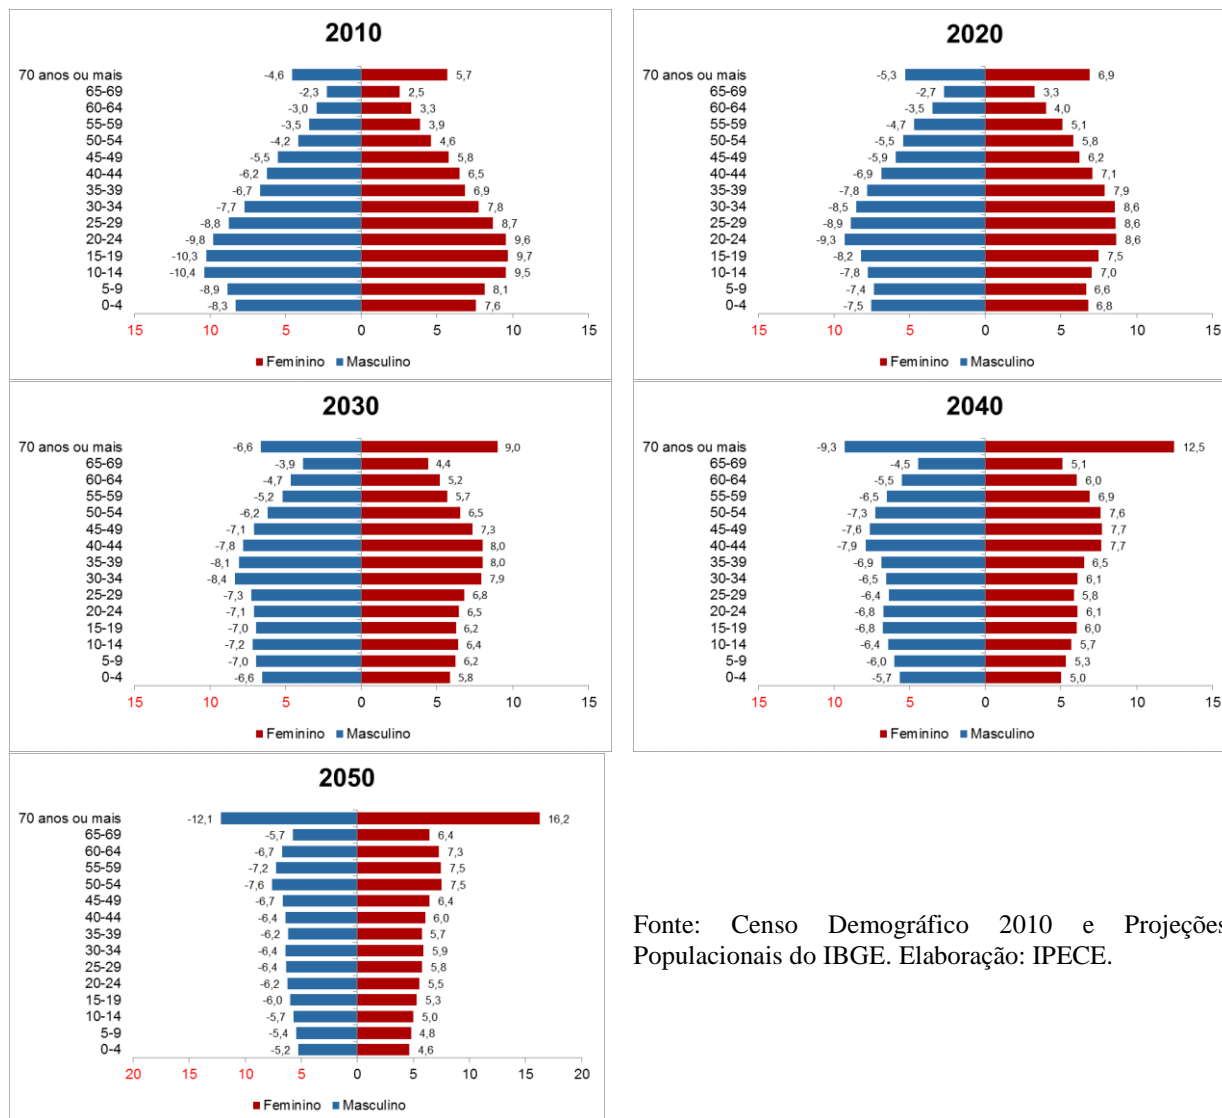 2010
70 anos ou mais -4,6 5,7
65-69 -2,3 2,5
60-64 -3,0 3,3
55-59 -3,5 3,9
50-54 -4,2 4,6
45-49 -5,5 5,8
40-44 -6,2 6,5
35-39 -6,7 6,9
30-34 -7,7 7,8
25-29 -8,8 8,7
20-24 -9,8 9,6
15-19 -10,3 9,7
10-14 -10,4 9,5
5-9 -8,9 8,1
0-4 -8,3 7,6
15 10 5 0 5 10 15
Feminino Masculino
2020
70 anos ou mais -5,3 6,9
65-69 -2,7 3,3
60-64 -3,5 4,0
55-59 -4,7 5,1
50-54 -5,5 5,8
45-49 -5,9 6,2
40-44 -6,9 7,1
35-39 -7,8 7,9
30-34 -8,5 8,6
25-29 -8,9 8,6
20-24 -9,3 8,6
15-19 -8,2 7,5
10-14 -7,8 7,0
5-9 -7,4 6,6
0-4 -7,5 6,8
15 10 5 0 5 10 15
Feminino Masculino
2030
70 anos ou mais -6,6 9,0
65-69 -3,9 4,4
60-64 -4,7 5,2
55-59 -5,2 5,7
50-54 -6,2 6,5
45-49 -7,1 7,3
40-44 -7,8 8,0
35-39 -8,1 8,0
30-34 -8,4 7,9
25-29 -7,3 6,8
20-24 -7,1 6,5
15-19 -7,0 6,2
10-14 -7,2 6,4
5-9 -7,0 6,2
0-4 -6,6 5,8
15 10 5 0 5 10 15
Feminino Masculino
2040
70 anos ou mais -9,3 12,5
65-69 -4,5 5,1
60-64 -5,5 6,0
55-59 -6,5 6,9
50-54 -7,3 7,6
45-49 -7,6 7,7
40-44 -7,9 7,7
35-39 -6,9 6,5
30-34 -6,5 6,1
25-29 -6,4 5,8
20-24 -6,8 6,1
15-19 -6,8 6,0
10-14 -6,4 5,7
5-9 -6,0 5,3
0-4 -5,7 5,0
15 10 5 0 5 10 15
Feminino Masculino
2050
70 anos ou mais -12,1 16,2
65-69 -5,7 6,4
60-64 -6,7 7,3
55-59 -7,2 7,5
50-54 -7,6 7,5
45-49 -6,7 6,4
40-44 -6,4 6,0
35-39 -6,2 5,7
30-34 -6,4 5,9
25-29 -6,4 5,8
20-24 -6,2 5,5
15-19 -6,0 5,3
10-14 -5,7 5,0
5-9 -5,4 4,8
0-4 -5,2 4,6
20 15 10 5 0 5 10 15 20
Feminino Masculino
Fonte: Censo Demográfico 2010 e Projeções
Populacionais do IBGE. Elaboração: IPECE.